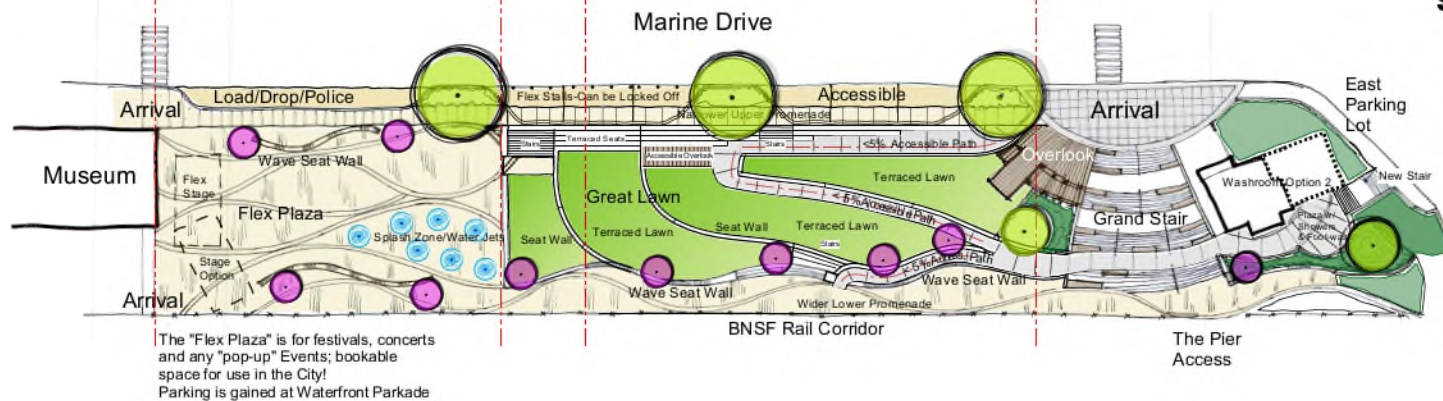 Marine Drive
Arrival
Load/Drop/Police
Flex Stalls-Can be Locked Off
Accessible
Narrower Upper Promenade
Arrival
East
Parking
Lot
Museum
Wave Seat Wall
Stairs
Terraced Seats
Stairs
<5% Accessible Path
Accessible Overlook
Overlook
Flex
Stage
Flex Plaza
Great Lawn
Terraced Lawn
Washroom Option 2
New Stair
< 5% Accessible Path
Grand Stair
Plaza w/
Showers
Splash Zone/Water Jets
Seat Wall
Terraced Lawn
Seat Wall
Terraced Lawn
Stairs
Stage
Option
Arrival
Wave Seat Wall
Wider Lower Promenade
Wave Seat Wall
BNSF Rail Corridor
The Pier
Access
The "Flex Plaza" is for festivals, concerts
and any "pop-up" Events; bookable
space for use in the City!
Parking is gained at Waterfront Parkade